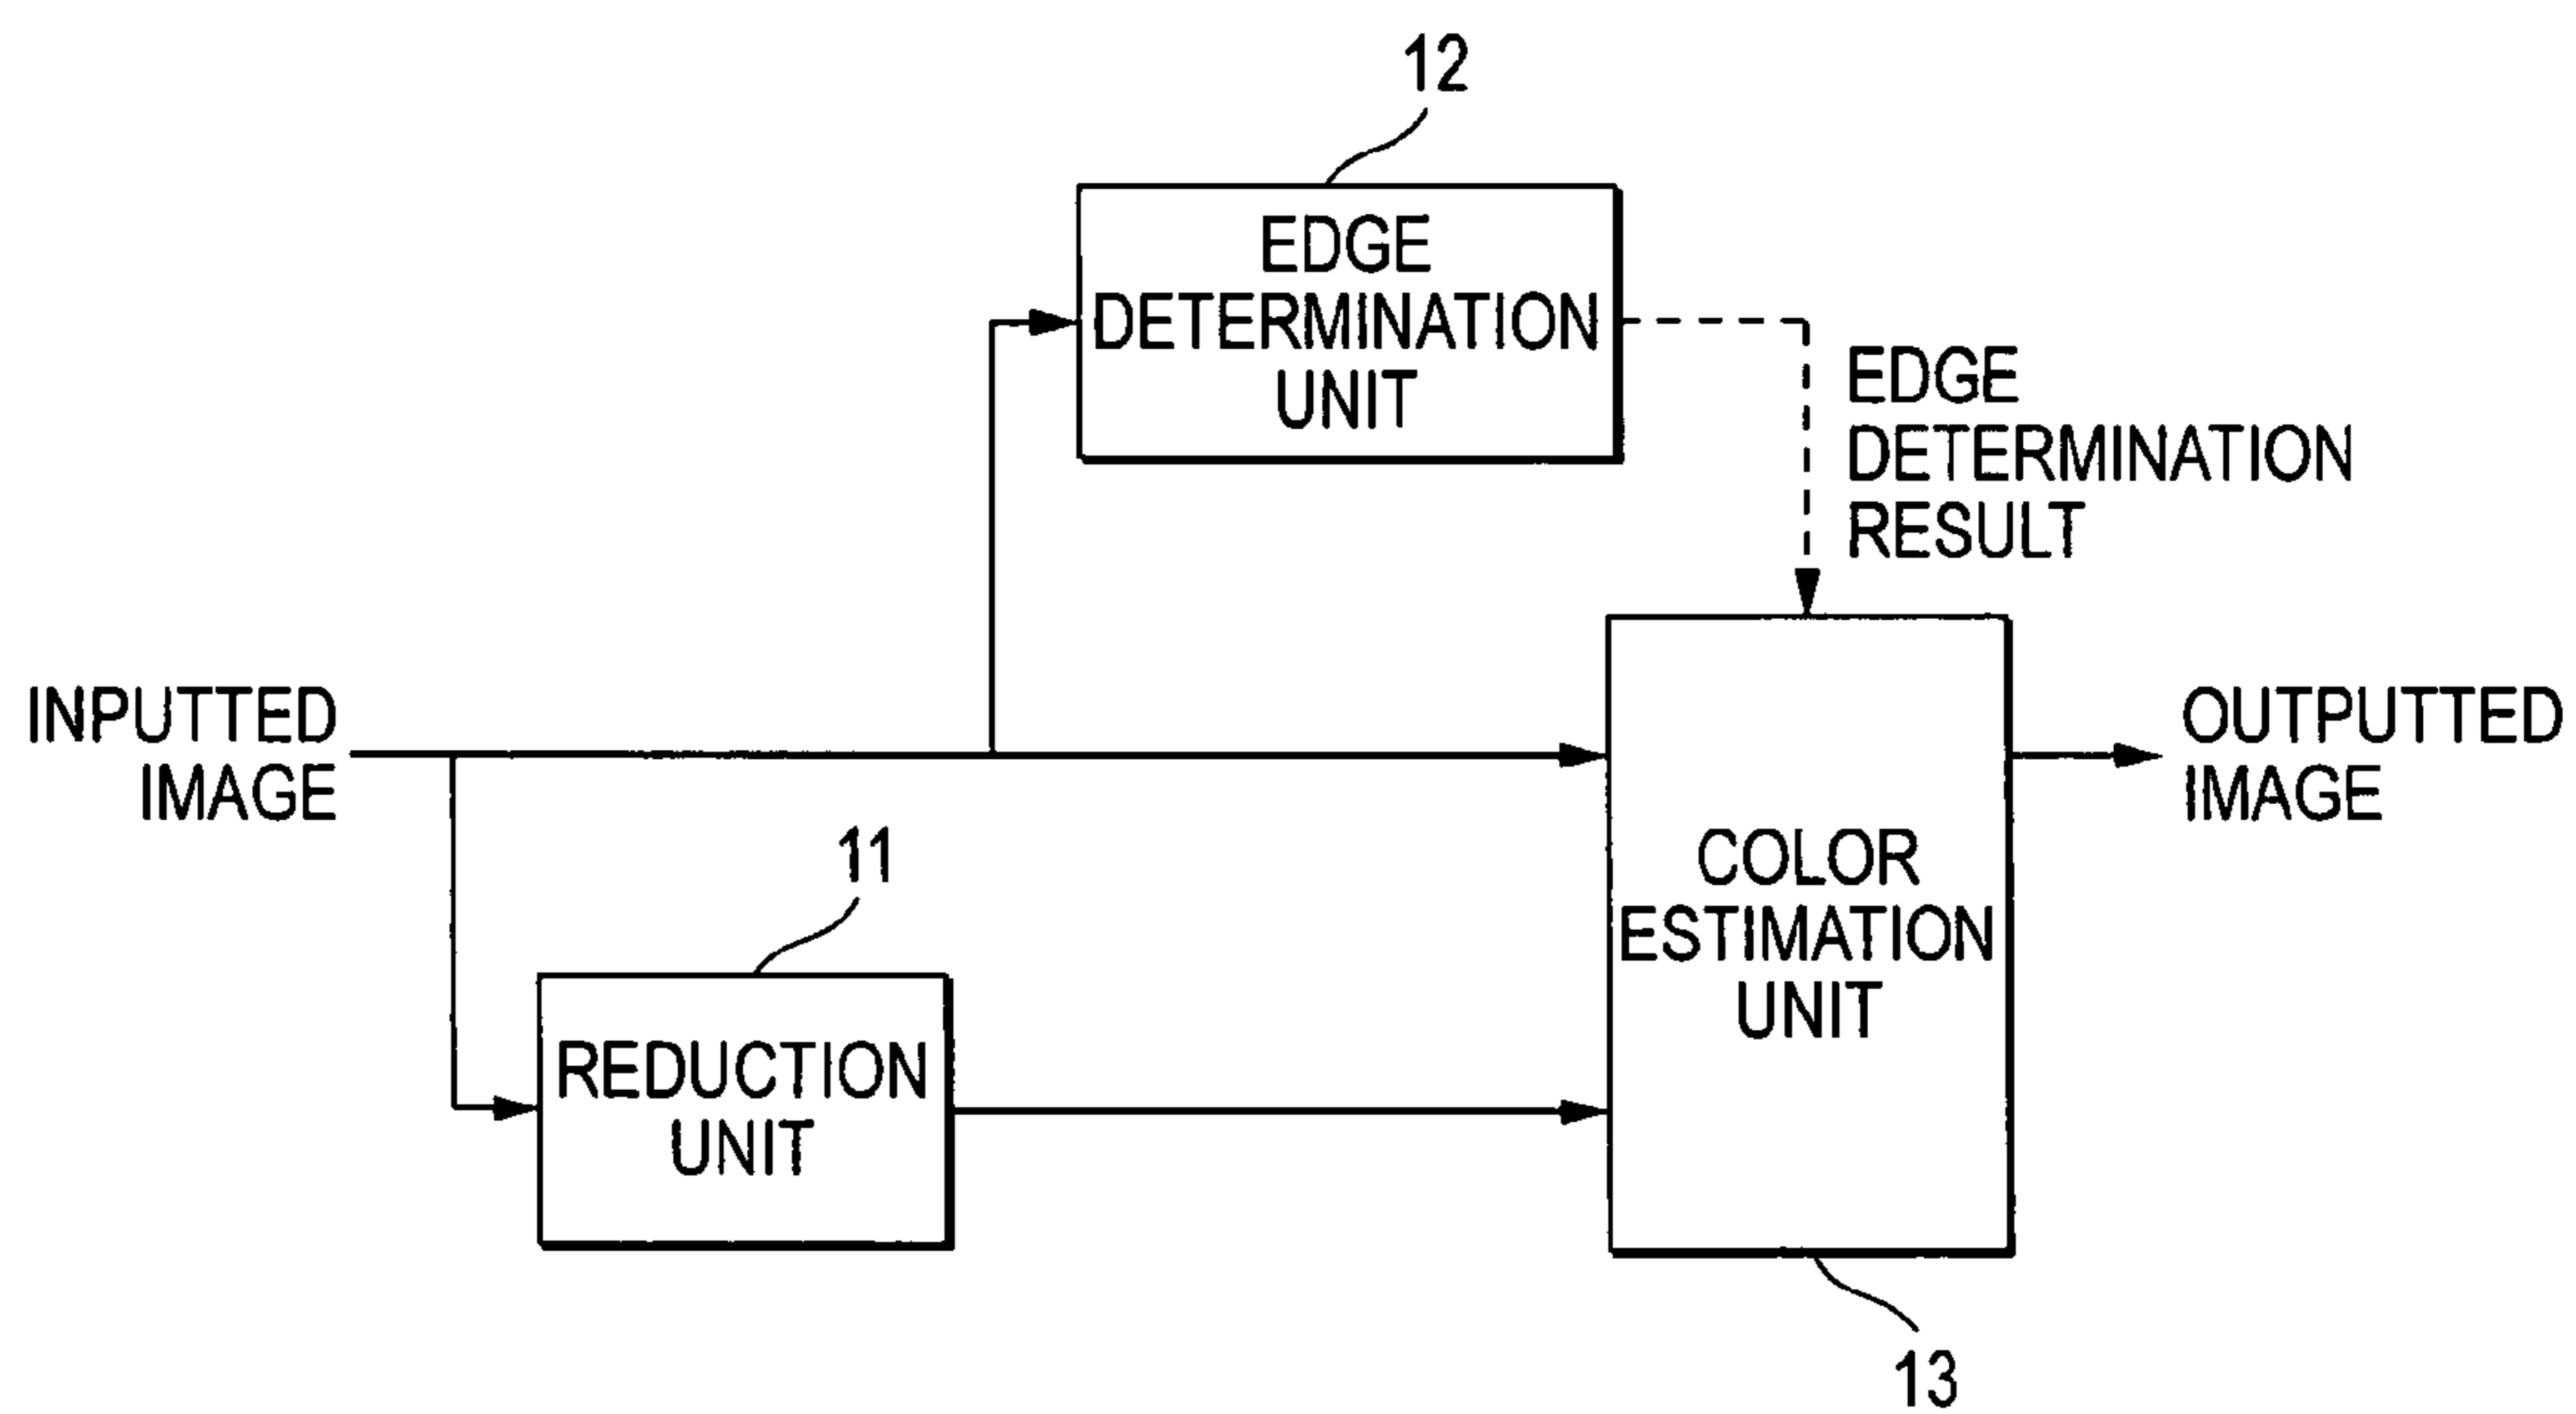 12
EDGE
DETERMINATION
UNIT
EDGE
DETERMINATION
RESULT
INPUTTED
IMAGE
OUTPUTTED
IMAGE
11
REDUCTION
UNIT
COLOR
ESTIMATION
UNIT
13